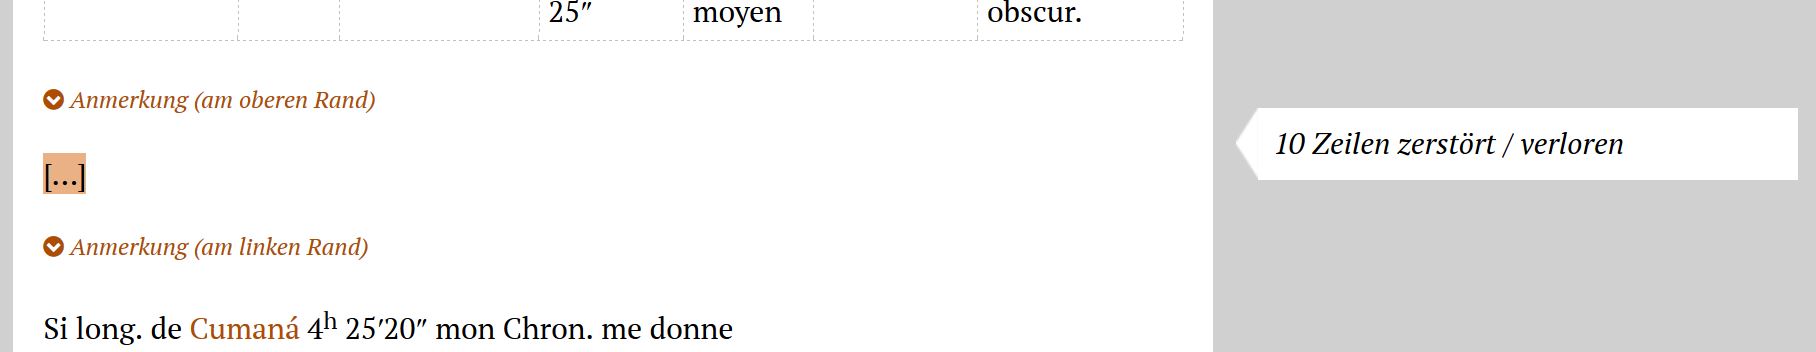 25″ moyen obscur.
Anmerkung (am oberen Rand)
10 Zeilen zerstört / verloren
[…]
Anmerkung (am linken Rand)
Si long. de Cumaná 4h 25′20″ mon Chron. me donne